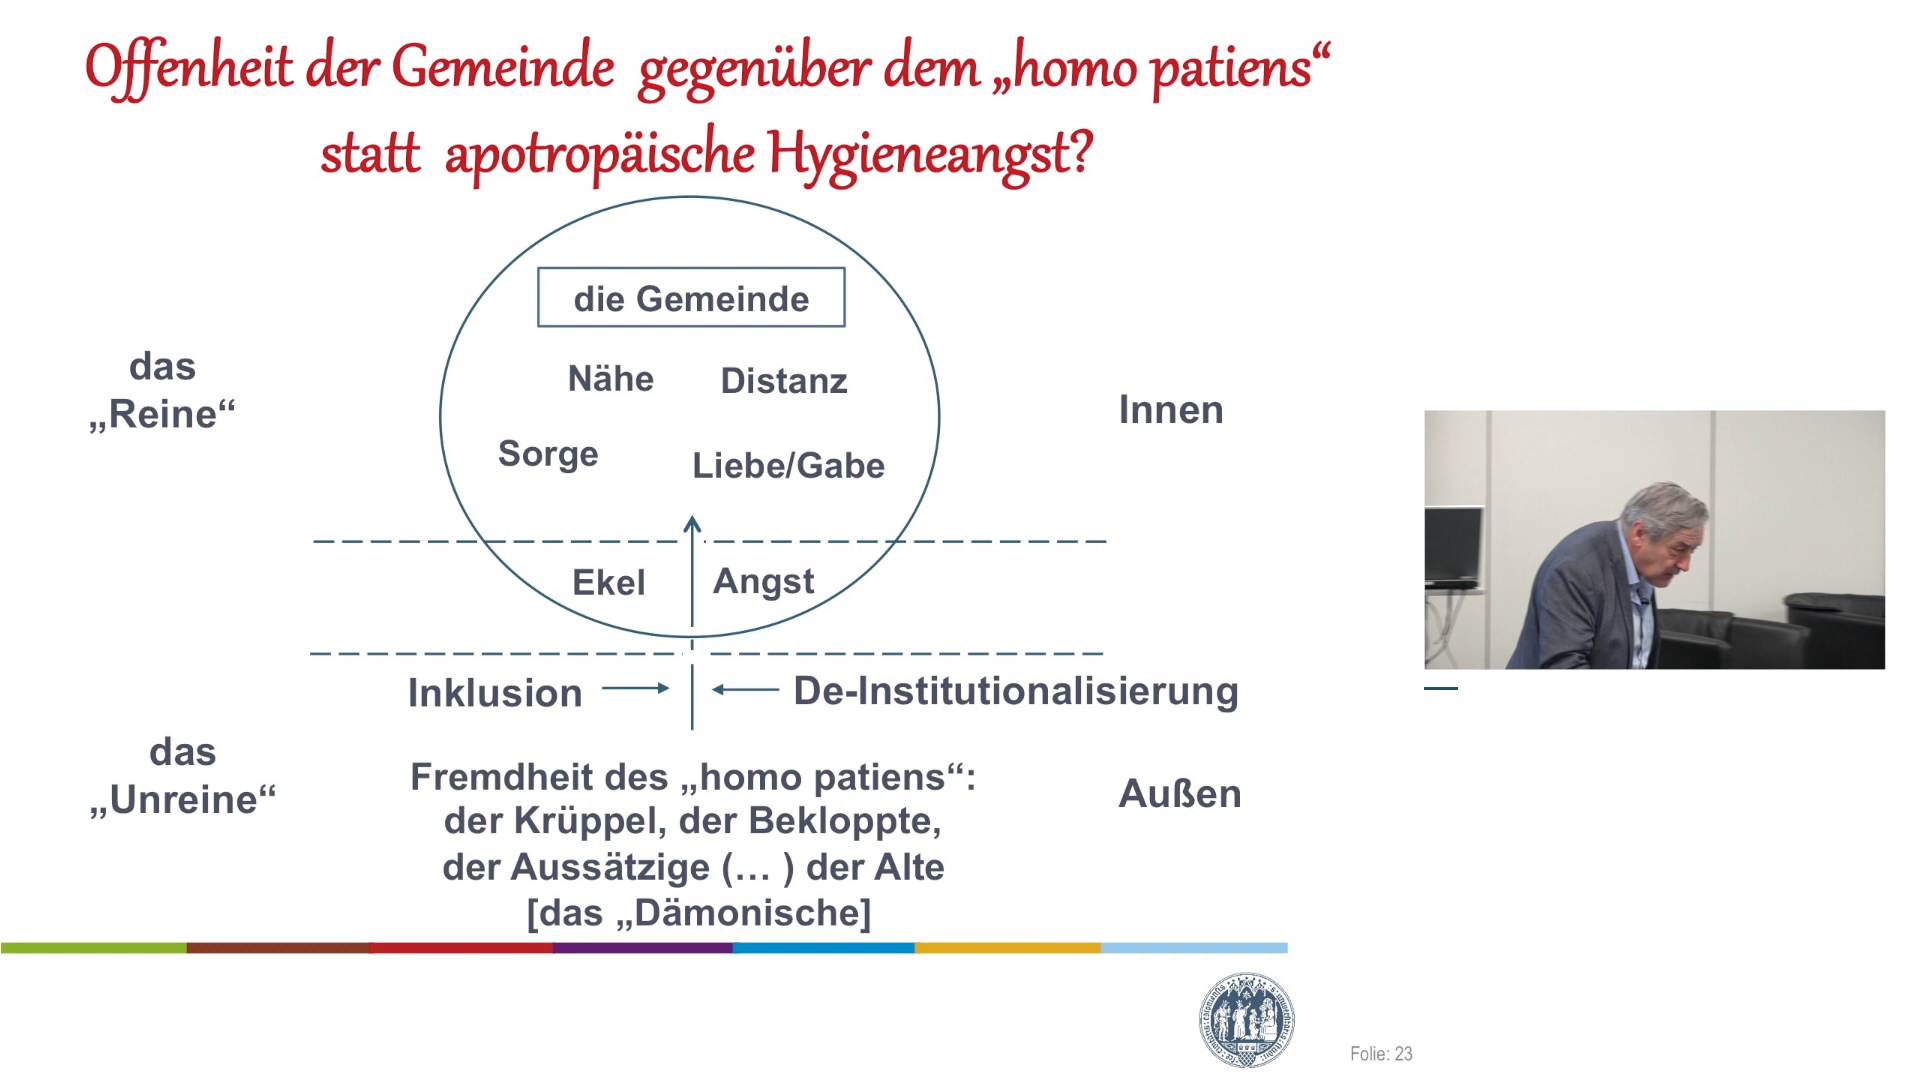 Offenheit der Gemeinde gegenüber dem „homo patiens“
statt apotropäische Hygieneangst?
die Gemeinde
das
„Reine“
Nähe Distanz
Innen
Sorge Liebe/Gabe
Ekel Angst
Inklusion De-Institutionalisierung
das
„Unreine“
Fremdheit des „homo patiens“:
der Krüppel, der Bekloppte,
der Aussätzige (... ) der Alte
[das „Dämonische]
Außen
Folie: 23